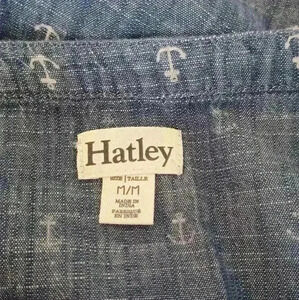 Hatley
SIZE | TAILLE
M/M
MADE IN
INDIA
FABRIQUÉ
EN INDE